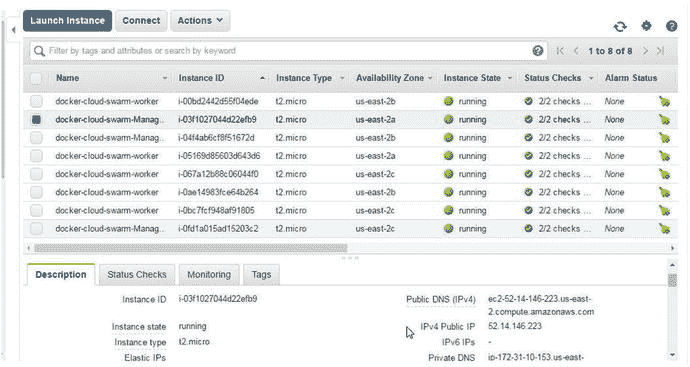 Launch Instance Connect Actions
Filter by tags and attributes or search by keyword 1 to 8 of 8
Name Instance ID Instance Type Availability Zone Instance State Status Checks Alarm Status
docker-cloud-swarm-worker i-00bd2442d55f04ede t2.micro us-east-2b running 2/2 checks ... None
docker-cloud-swarm-Manag... i-03f1027044d22efb9 t2.micro us-east-2a running 2/2 checks ... None
docker-cloud-swarm-Manag... i-04f4ab6cf8f51672d t2.micro us-east-2b running 2/2 checks ... None
docker-cloud-swarm-worker i-05169d85603d643d6 t2.micro us-east-2a running 2/2 checks ... None
docker-cloud-swarm-worker i-067a12b88c06044f0 t2.micro us-east-2c running 2/2 checks ... None
docker-cloud-swarm-worker i-0ae14983fce64b264 t2.micro us-east-2b running 2/2 checks ... None
docker-cloud-swarm-worker i-0bc7fcf948af91805 t2.micro us-east-2c running 2/2 checks ... None
docker-cloud-swarm-Manag... i-0fd1a015ad15203c2 t2.micro us-east-2c running 2/2 checks ... None
Description Status Checks Monitoring Tags
Instance ID i-03f1027044d22efb9 Public DNS (IPv4) ec2-52-14-146-223.us-east-
2.compute.amazonaws.com
Instance state running IPv4 Public IP 52.14.146.223
Instance type t2.micro IPv6 IPs -
Elastic IPs Private DNS ip-172-31-10-153.us-east-